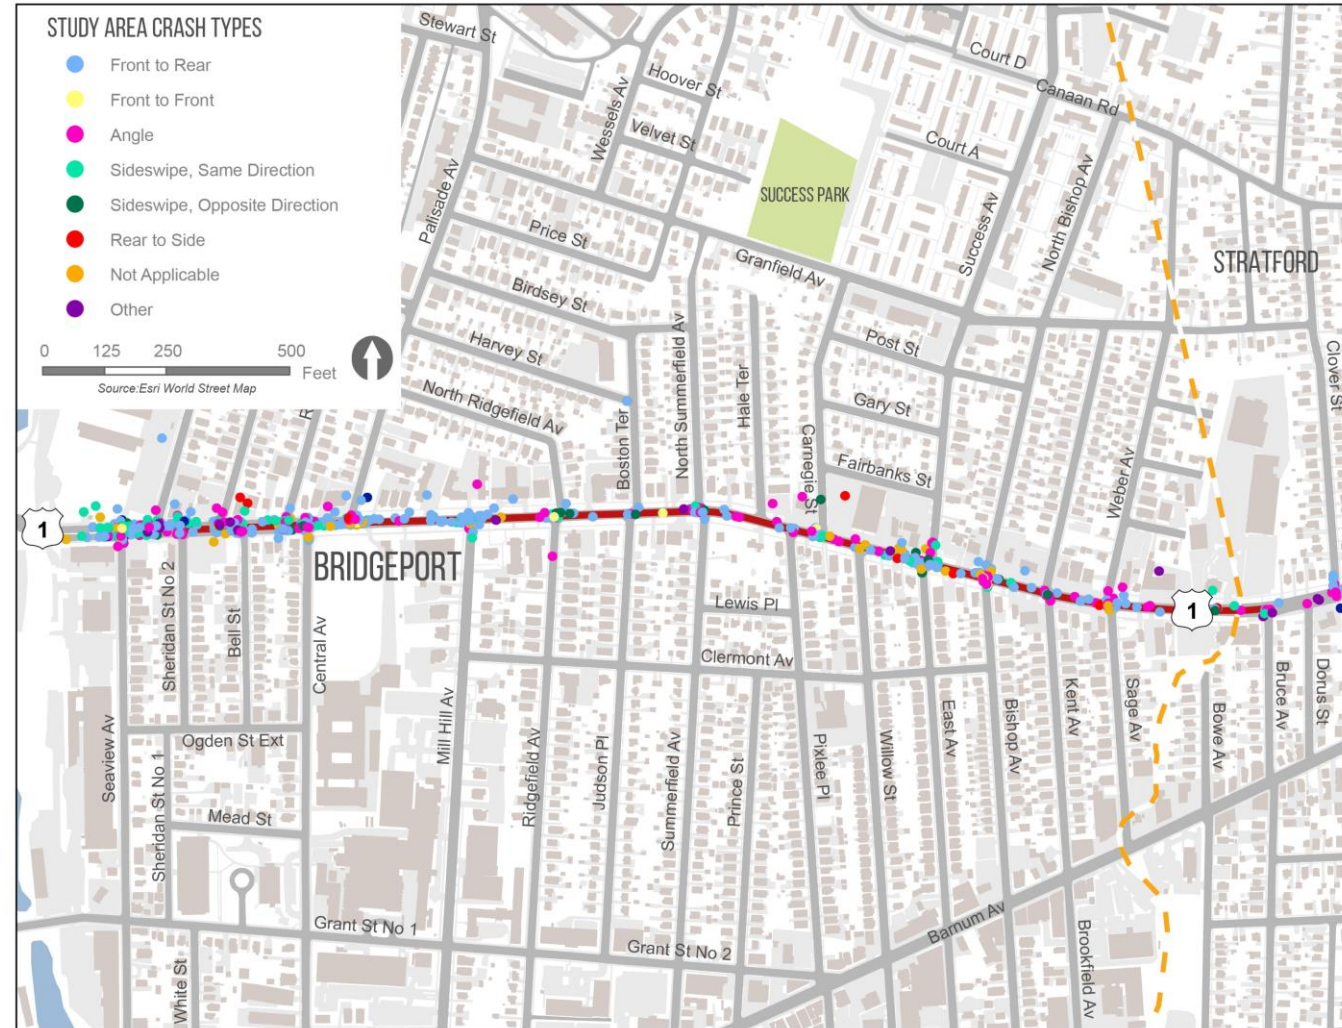 STUDY AREA CRASH TYPES
Front to Rear
Front to Front
Angle
Sideswipe, Same Direction
Sideswipe, Opposite Direction
Rear to Side
Not Applicable
Other
0 125 250 500
Feet
Source:Esri World Street Map
Stewart St
Hoover St
Wessels Av
Velvet St
Court D
Canaan Rd
Court A
SUCCESS PARK
Palisade Av
Price St
Success Av
North Bishop Av
STRATFORD
Granfield Av
Birdsey St
Harvey St
North Summerfield Av
Post St
Clover St
Hale Ter
North Ridgefield Av
Gary St
Boston Ter
Carnegie St
Fairbanks St
Weber Av
1
BRIDGEPORT
1
Sheridan St No 2
Bell St
Central Av
Lewis Pl
Clermont Av
Seaview Av
Ogden St Ext
Mill Hill Av
Ridgefield Av
Judson Pl
Summerfield Av
Prince St
Pixlee Pl
Willow St
East Av
Bishop Av
Kent Av
Sage Av
Bowe Av
Bruce Av
Dorus St
Sheridan St No 1
Mead St
Grant St No 1
Grant St No 2
Barnum Av
Brookfield Av
White St